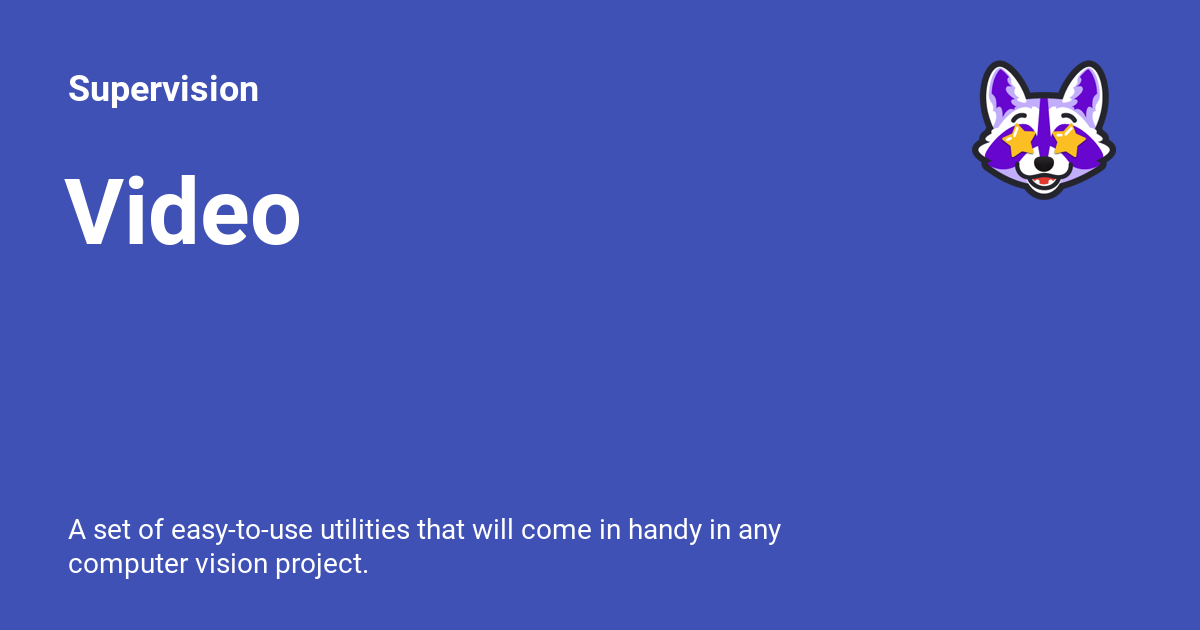 Supervision
Video
A set of easy-to-use utilities that will come in handy in any
computer vision project.